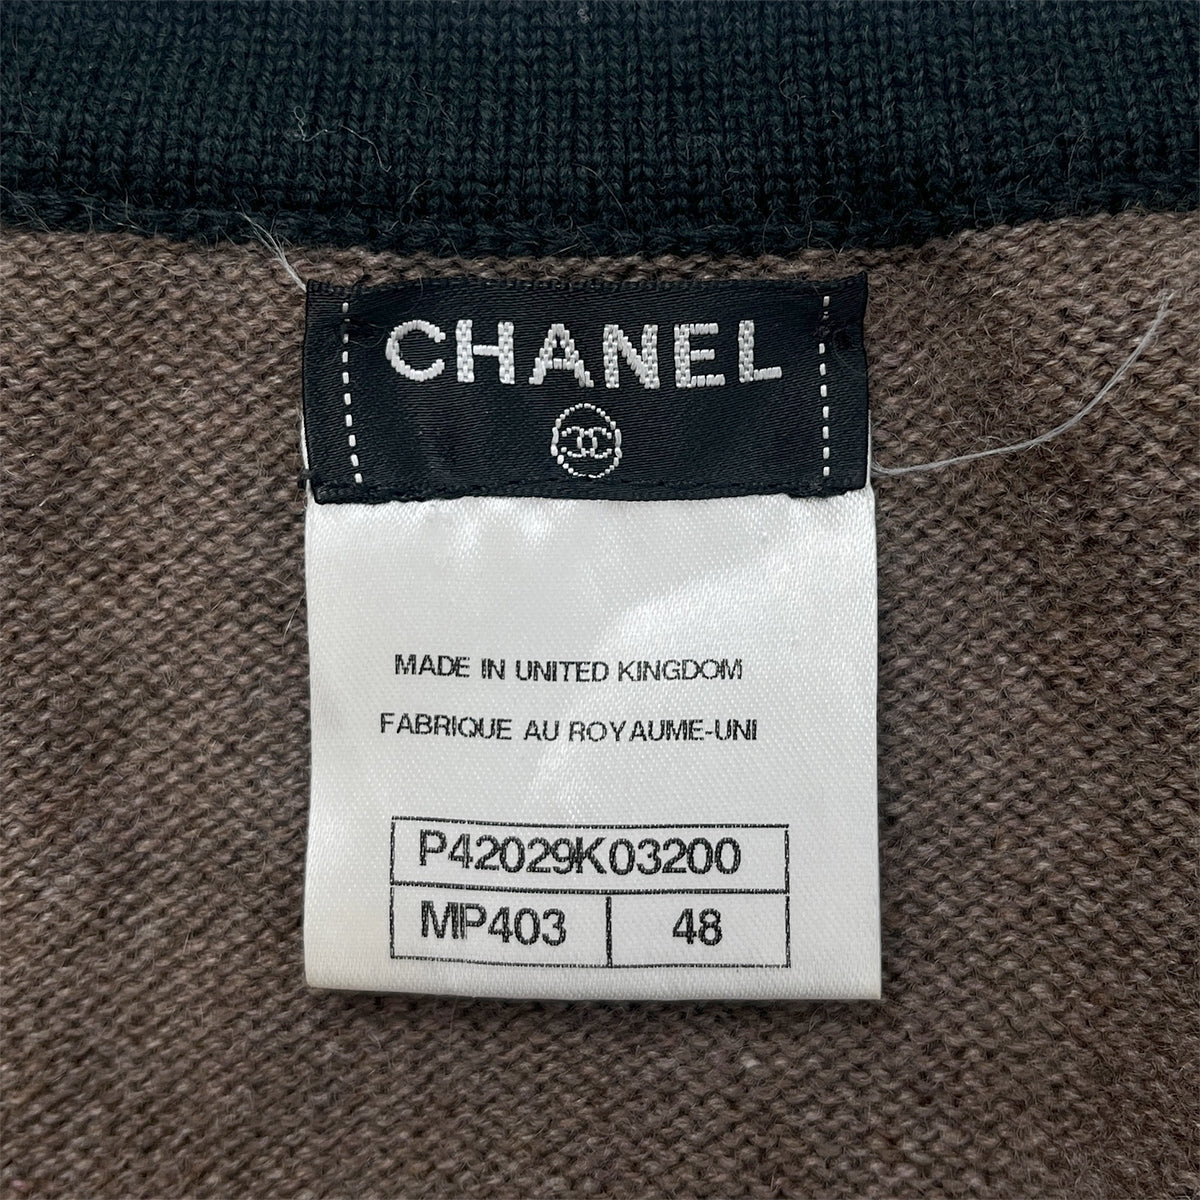 CHANEL
MADE IN UNITED KINGDOM
FABRIQUE AU ROYAUME-UNI
P42029K03200
MP403 48